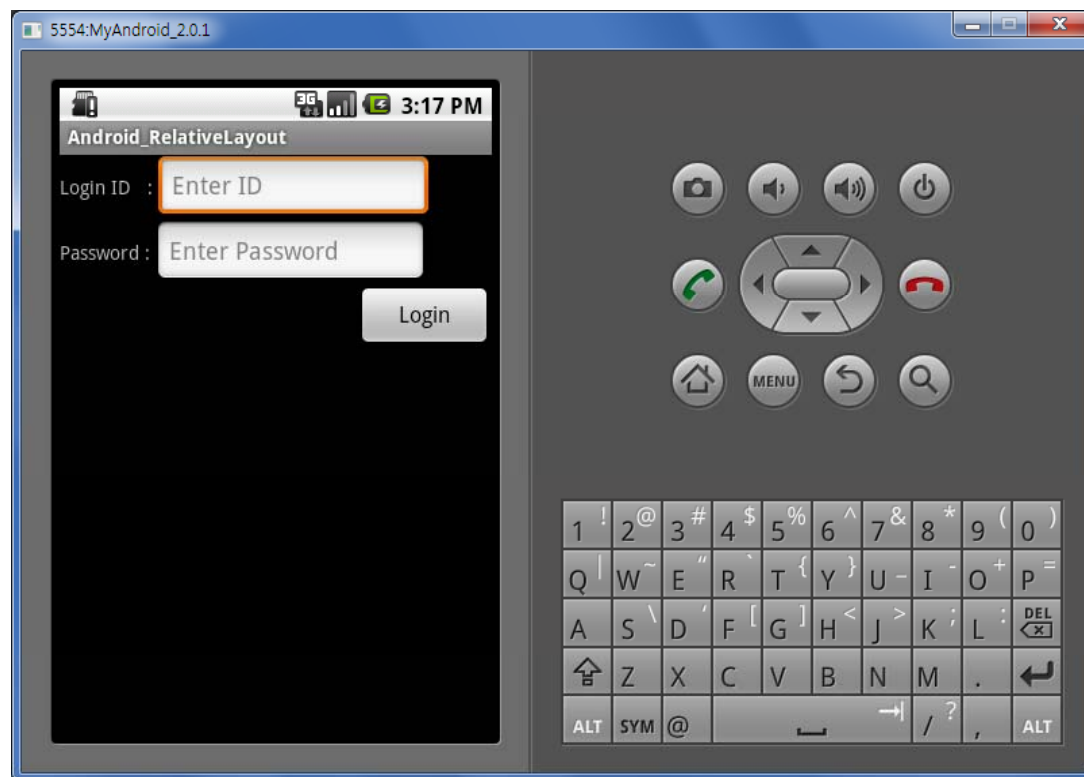 5554:MyAndroid_2.0.1
3G 3:17 PM
Android_RelativeLayout
Login ID : Enter ID
Password : Enter Password
Login
MENU
1 ! 2 @ 3 # 4 $ 5 % 6 ^ 7 & 8 * 9 ( 0 )
Q | W ~ E " R ` T { Y } U _ I - O + P =
A S \ D ' F [ G ] H < J > K ; L : DEL
Z X C V B N M .
ALT SYM @ / ? , ALT